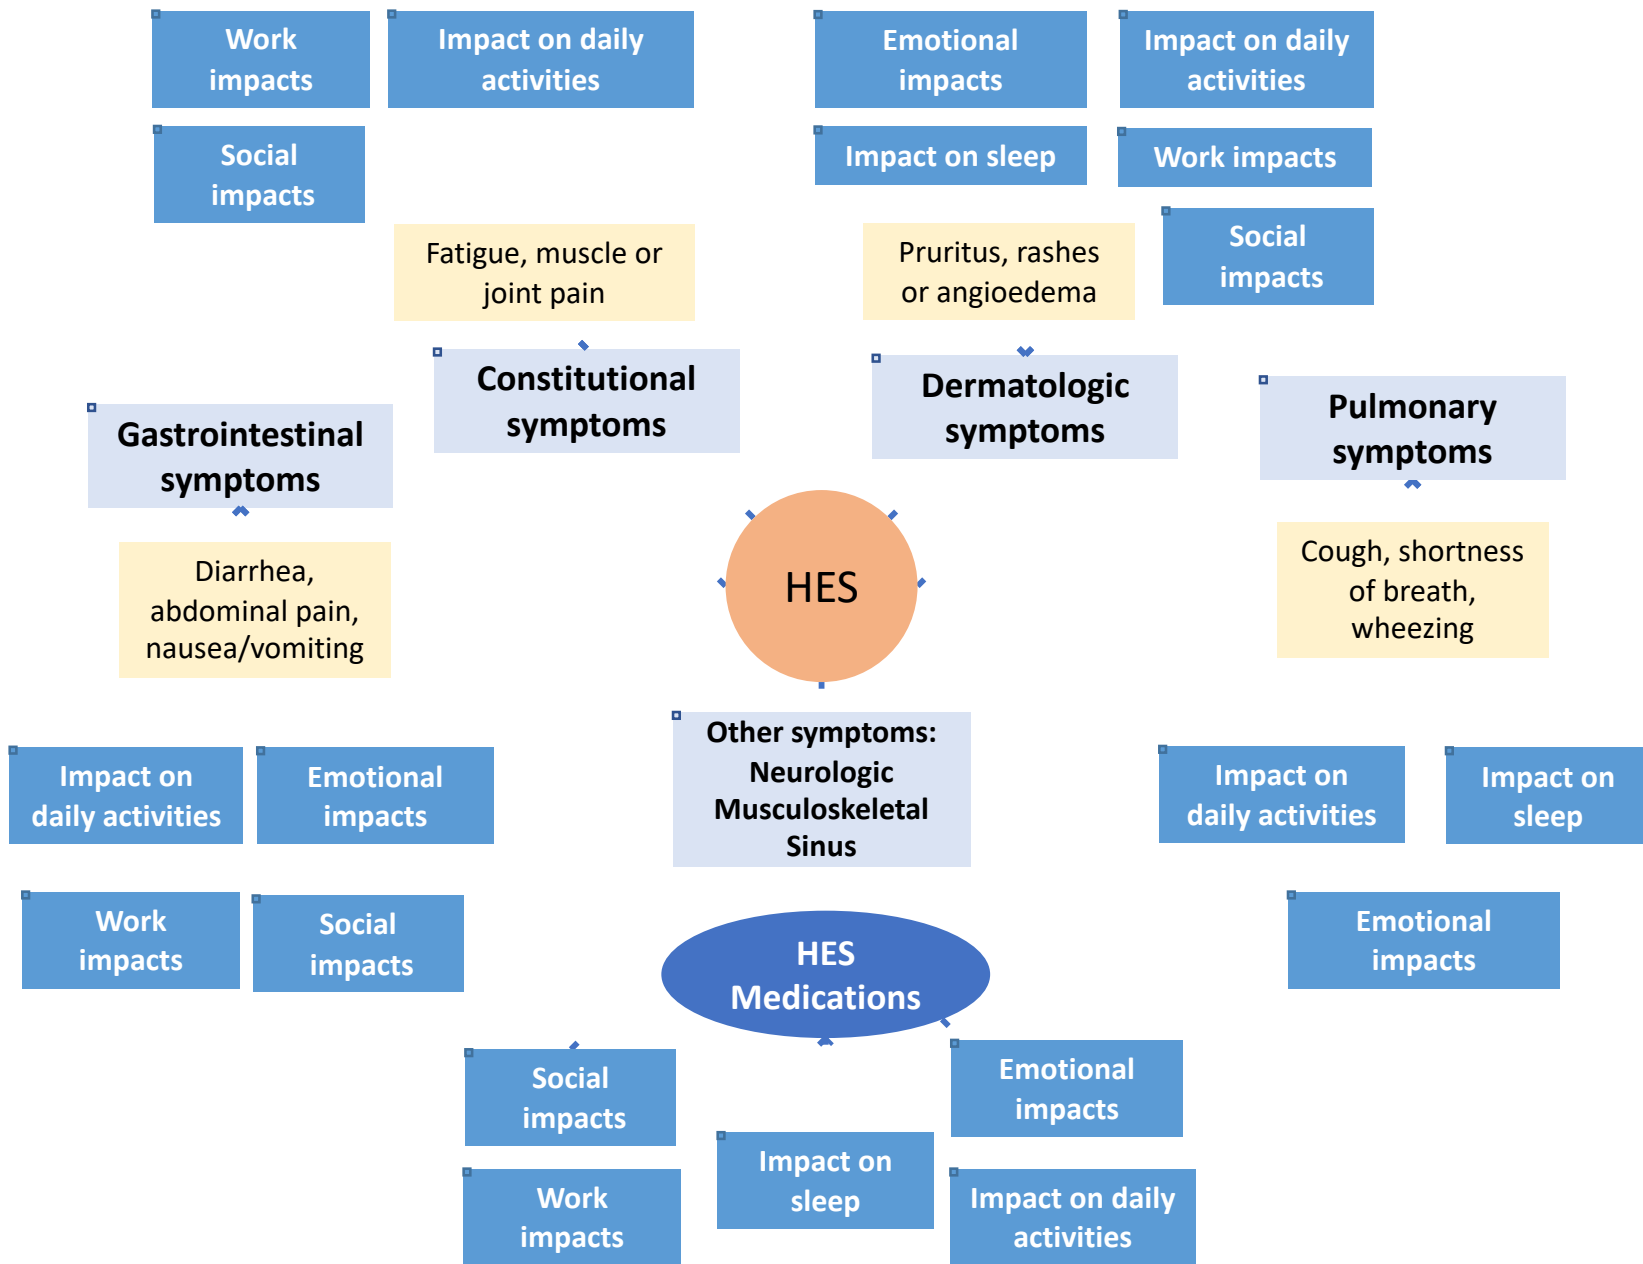 Work
impacts
Impact on daily
activities
Social
impacts
Emotional
impacts
Impact on daily
activities
Impact on sleep
Work impacts
Social
impacts
Fatigue, muscle or
joint pain
Pruritus, rashes
or angioedema
Constitutional
symptoms
Dermatologic
symptoms
Gastrointestinal
symptoms
Pulmonary
symptoms
Diarrhea,
abdominal pain,
nausea/vomiting
HES
Cough, shortness
of breath,
wheezing
Other symptoms:
Neurologic
Musculoskeletal
Sinus
Impact on
daily activities
Emotional
impacts
Work
impacts
Social
impacts
Impact on
daily activities
Impact on
sleep
Emotional
impacts
HES
Medications
Social
impacts
Work
impacts
Impact on
sleep
Emotional
impacts
Impact on daily
activities